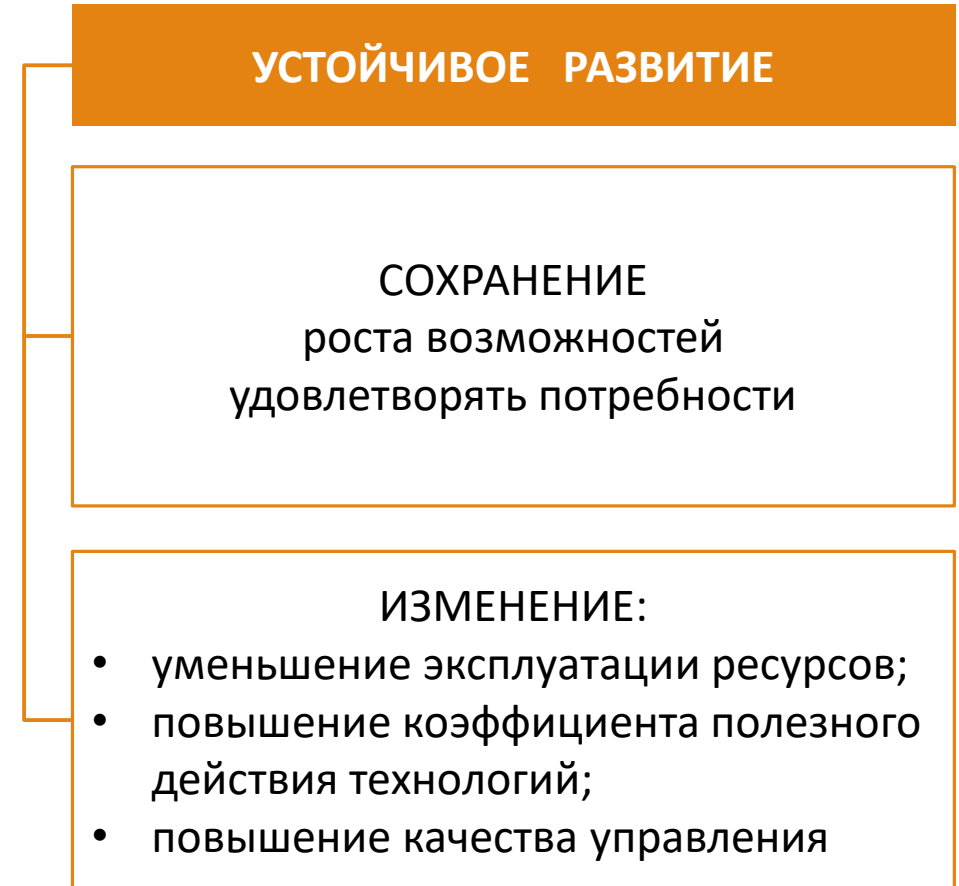 УСТОЙЧИВОЕ РАЗВИТИЕ
СОХРАНЕНИЕ
роста возможностей
удовлетворять потребности
ИЗМЕНЕНИЕ:
• уменьшение эксплуатации ресурсов;
• повышение коэффициента полезного
действия технологий;
• повышение качества управления